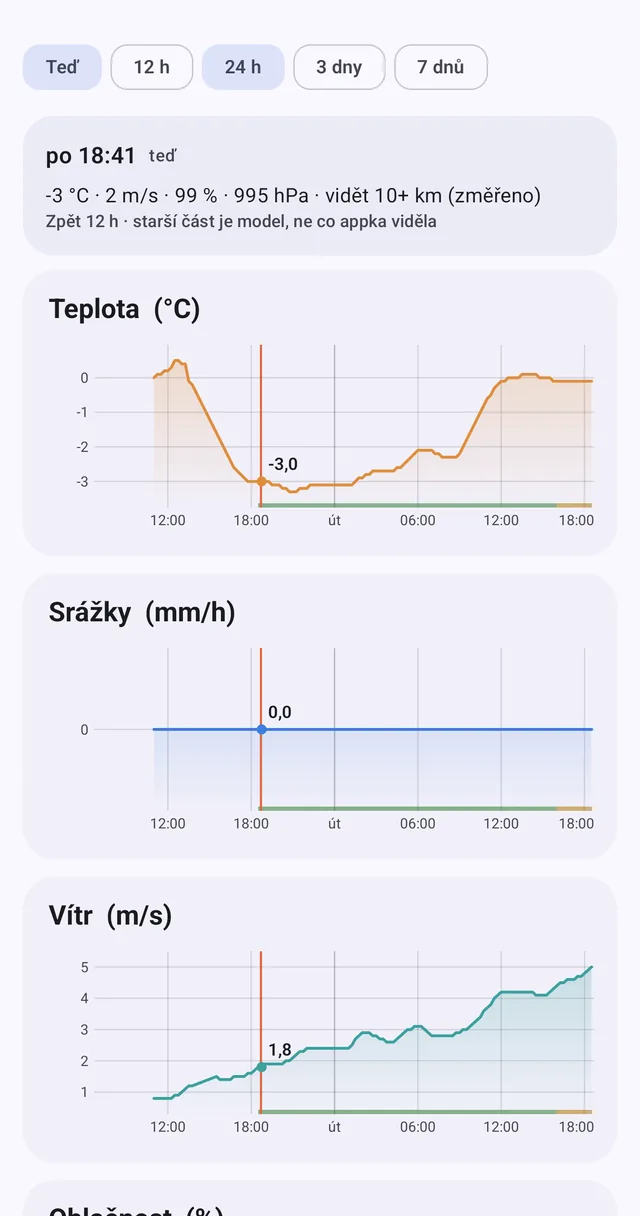 Teď 12 h 24 h 3 dny 7 dnů
po 18:41 teď
-3 °C · 2 m/s · 99 % · 995 hPa · vidět 10+ km (změřeno)
Zpět 12 h · starší část je model, ne co appka viděla
Teplota (°C)
0
-1
-2
-3
-3,0
12:00 18:00 út 06:00 12:00 18:00
Srážky (mm/h)
0,0
0
12:00 18:00 út 06:00 12:00 18:00
Vítr (m/s)
5
4
3
2
1,8
1
12:00 18:00 út 06:00 12:00 18:00
Oblačnost (%)